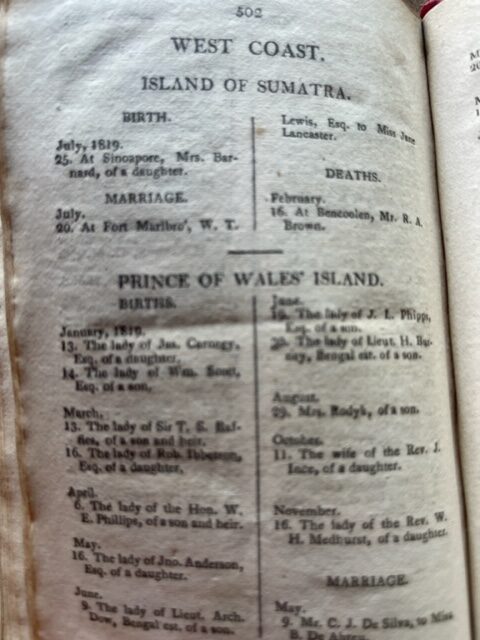 502
WEST COAST.
ISLAND OF SUMATRA.
BIRTH.
July, 1819.
25. At Sincapore, Mrs. Bar-
nard, of a daughter.
MARRIAGE.
July.
20. At Fort Marlbro', W. T.
Lewis, Esq. to Miss Jane
Lancaster.
DEATHS.
February.
16. At Bencoolen, Mr. R. A.
Brown.
PRINCE OF WALES' ISLAND.
BIRTHS.
January, 1819.
13. The lady of Jas. Carnegy,
Esq. of a daughter.
14. The lady of Wm. Scott,
Esq. of a son.
March.
13. The lady of Sir T. S. Raf-
fles, of a son and heir.
16. The lady of Rob. Ibbetson,
Esq. of a daughter.
April.
6. The lady of the Hon. W.
E. Phillips, of a son and heir.
May.
16. The lady of Jno. Anderson,
Esq. of a daughter.
June.
9. The lady of Lieut. Arch.
Dow, Bengal est. of a son.
June.
19. The lady of J. L. Phipps,
Esq. of a son.
30. The lady of Lieut. H. Bur-
ney, Bengal est. of a son.
August.
29. Mrs. Rodyk, of a son.
October.
11. The wife of the Rev. J.
Ince, of a daughter.
November.
16. The lady of the Rev. W.
H. Medhurst, of a daughter.
MARRIAGE.
May.
9. Mr. C. J. De Silva, to Miss